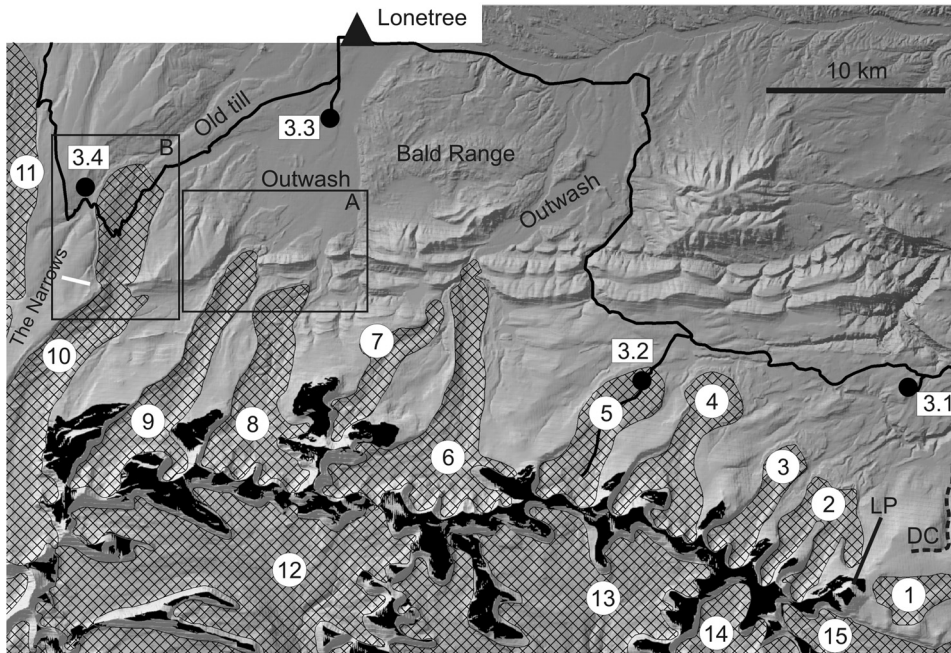 Lonetree
10 km
3.3
Old till
B
3.4
11
Bald Range
Outwash
A
Outwash
The Narrows
10
7
3.2
3.1
5
4
9
8
6
3
2
LP
DC
12
13
1
14
15